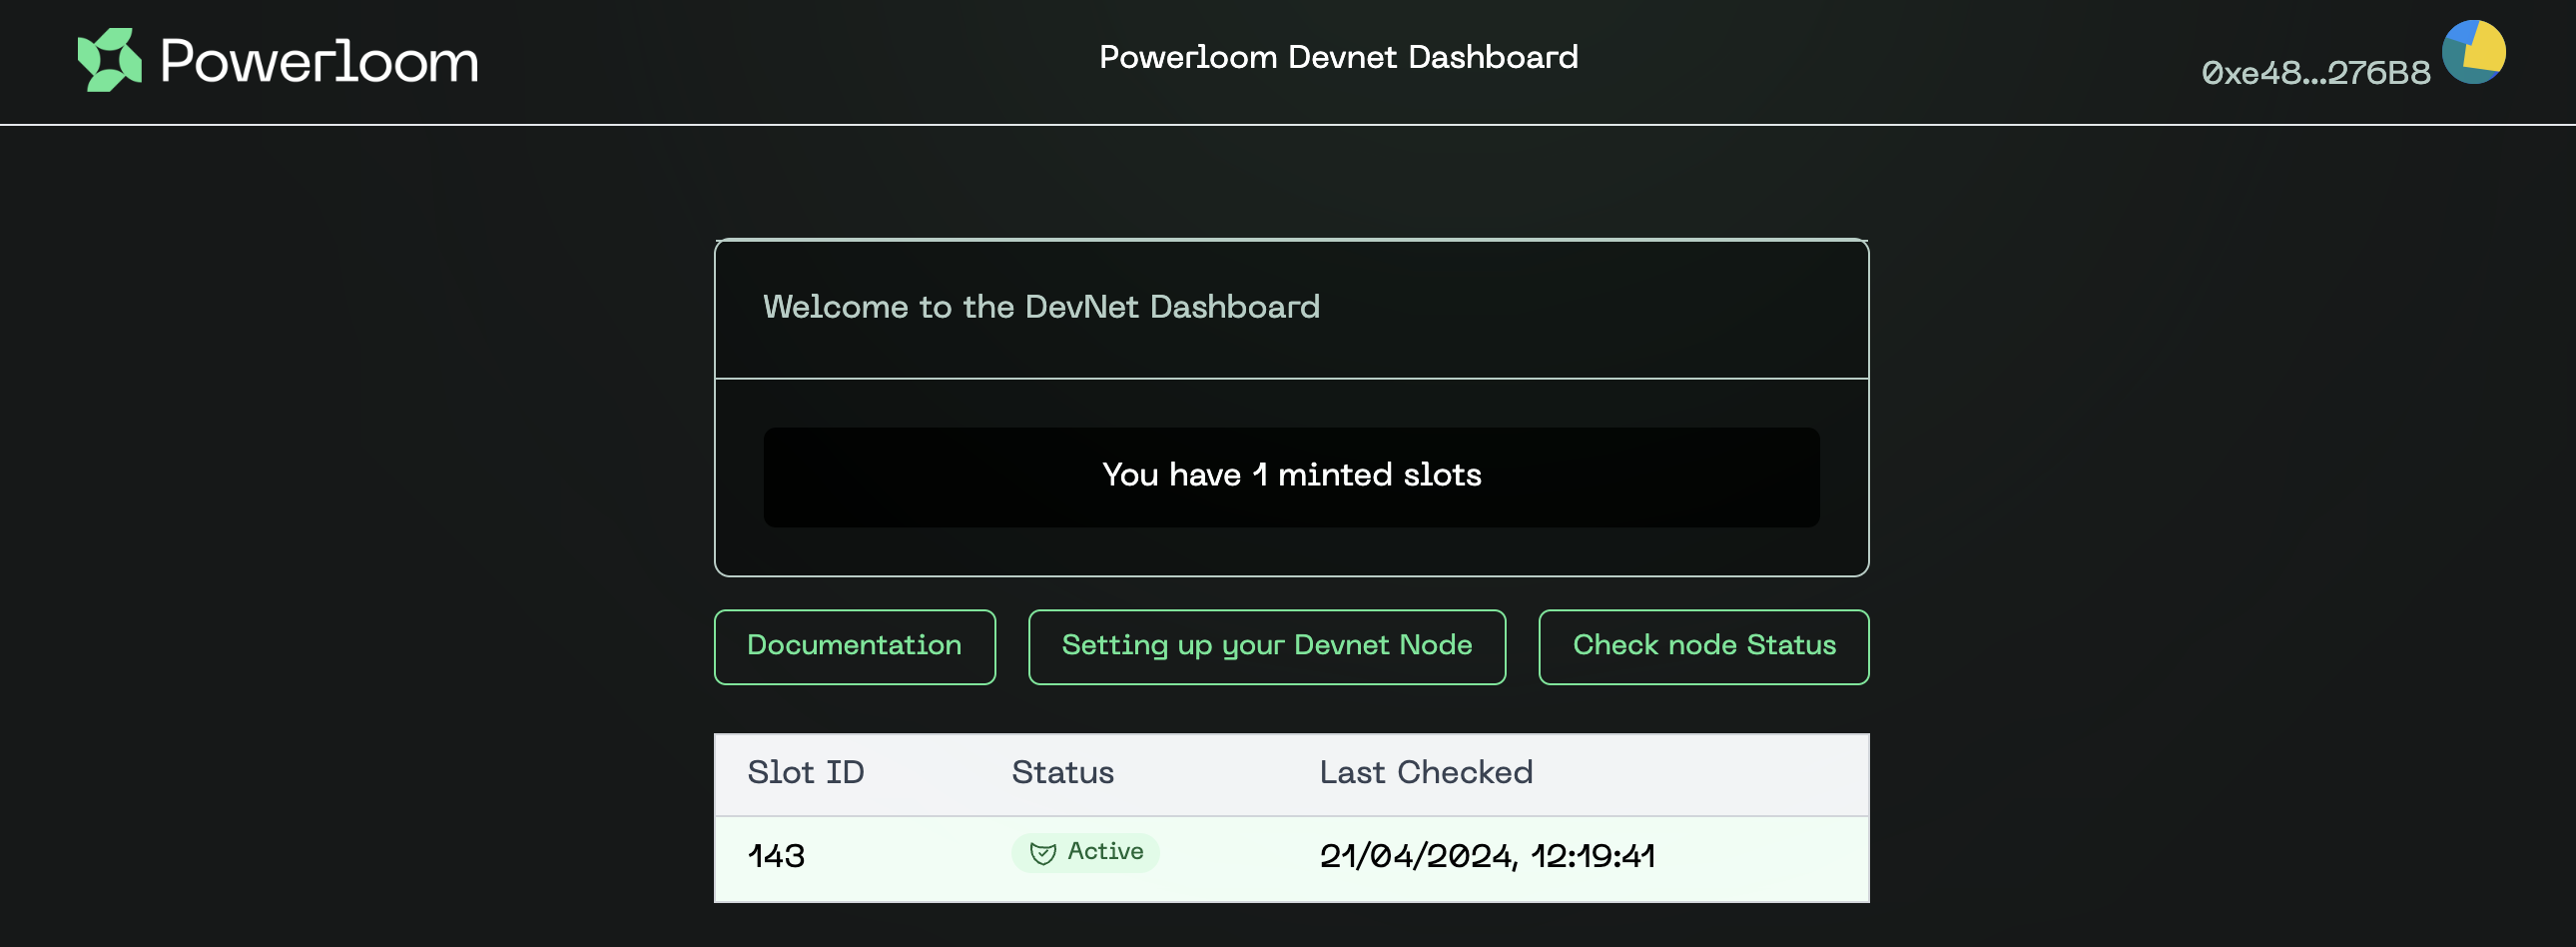 Powerloom
Powerloom Devnet Dashboard
0xe48...276B8
Welcome to the DevNet Dashboard
You have 1 minted slots
Documentation
Setting up your Devnet Node
Check node Status
Slot ID Status Last Checked
143 Active 21/04/2024, 12:19:41